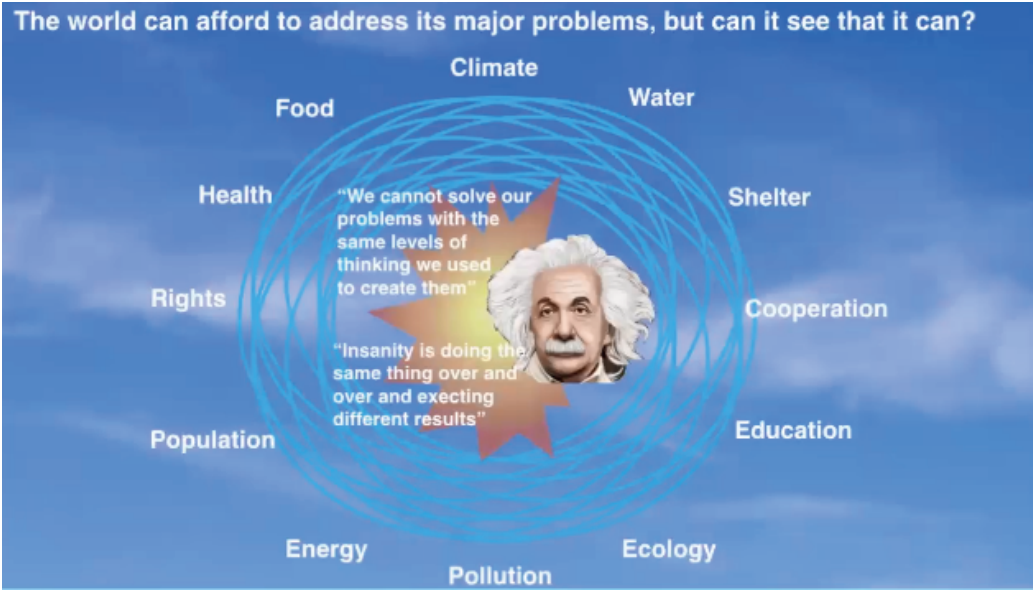 The world can afford to address its major problems, but can it see that it can?
Climate
Food
Water
Health
Shelter
“We cannot solve our
problems with the
same levels of
thinking we used
to create them”
Rights
Cooperation
“Insanity is doing the
same thing over and
over and execting
different results”
Population
Education
Energy
Ecology
Pollution